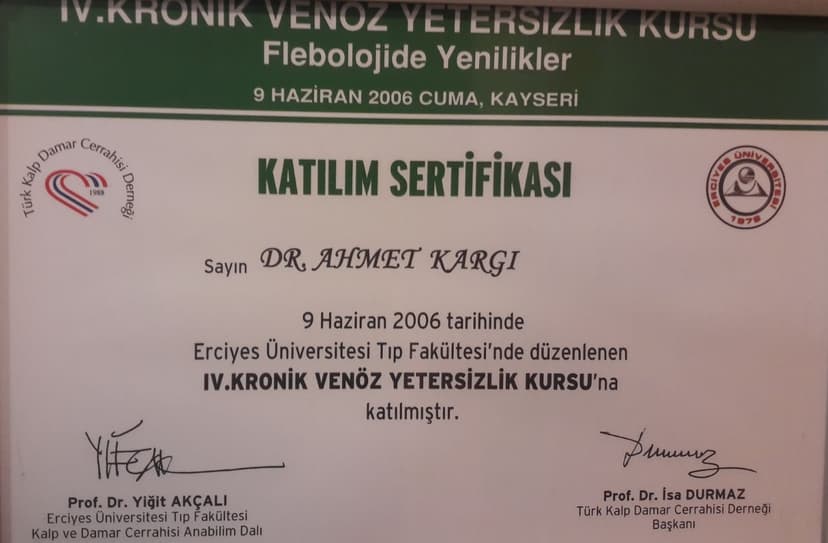 IV.KRONİK VENÖZ YETERSİZLİK KURSU
Flebolojide Yenilikler
9 HAZİRAN 2006 CUMA, KAYSERİ
Türk Kalp Damar Cerrahisi Derneği
1988
ERCİYES ÜNİVERSİTESİ
1978
KATILIM SERTİFİKASI
Sayın DR. AHMET KARGI
9 Haziran 2006 tarihinde
Erciyes Üniversitesi Tıp Fakültesi'nde düzenlenen
IV.KRONİK VENÖZ YETERSİZLİK KURSU'na
katılmıştır.
Prof. Dr. Yiğit AKÇALI
Erciyes Üniversitesi Tıp Fakültesi
Kalp ve Damar Cerrahisi Anabilim Dalı
Prof. Dr. İsa DURMAZ
Türk Kalp Damar Cerrahisi Derneği
Başkanı